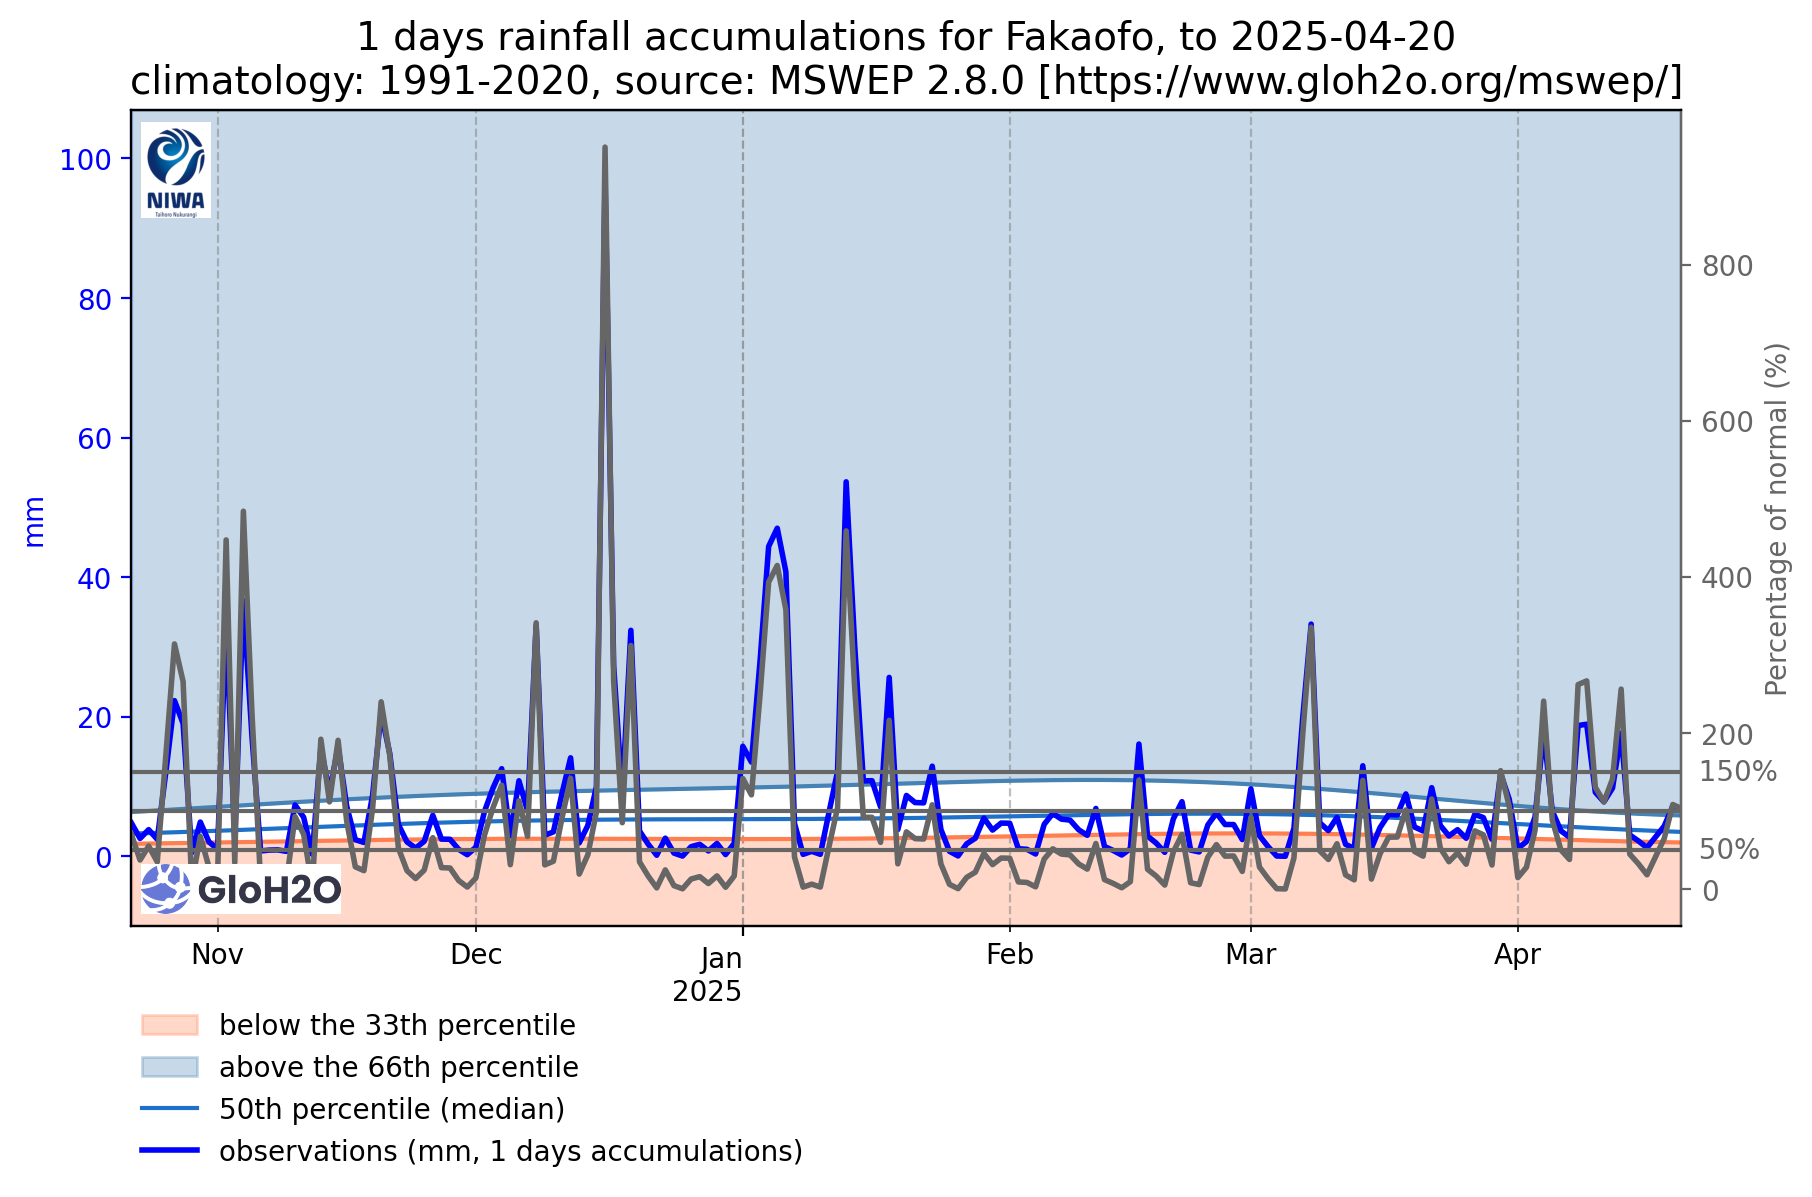 1 days rainfall accumulations for Fakaofo, to 2025-04-20
climatology: 1991-2020, source: MSWEP 2.8.0 [https://www.gloh2o.org/mswep/]
NIWA
Taihoro Nukurangi
100
80
60
40
20
0
mm
800
600
400
200
150%
50%
0
Percentage of normal (%)
GloH2O
Nov
Dec
Jan
2025
Feb
Mar
Apr
below the 33th percentile
above the 66th percentile
50th percentile (median)
observations (mm, 1 days accumulations)